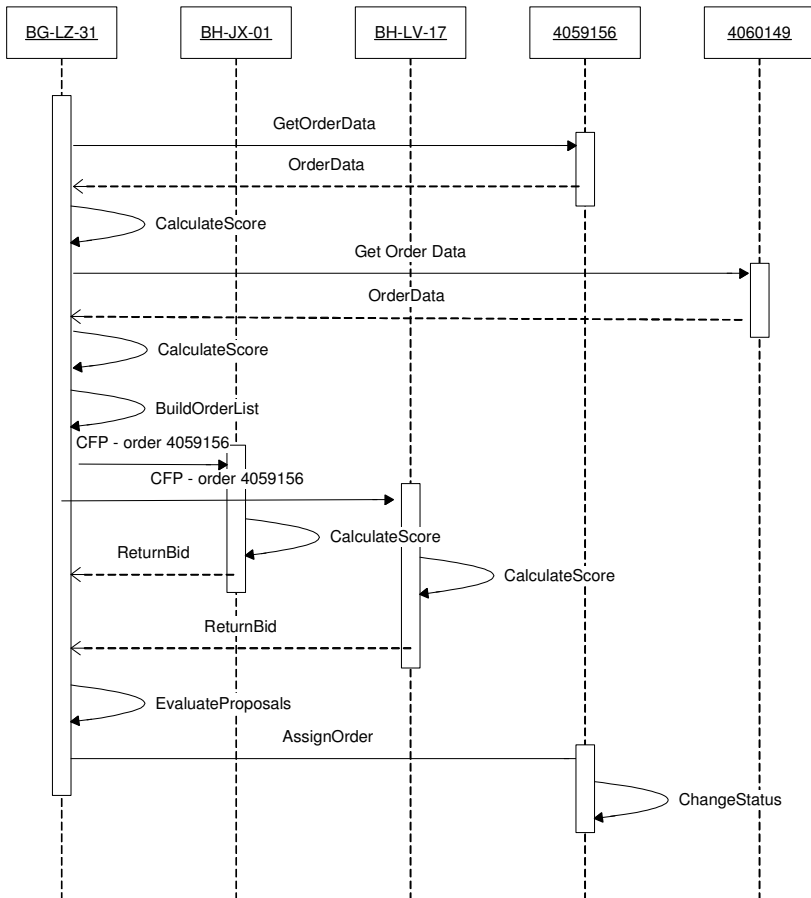 BG-LZ-31
BH-JX-01
BH-LV-17
4059156
4060149
GetOrderData
OrderData
CalculateScore
Get Order Data
OrderData
CalculateScore
BuildOrderList
CFP - order 4059156
CFP - order 4059156
CalculateScore
ReturnBid
CalculateScore
ReturnBid
EvaluateProposals
AssignOrder
ChangeStatus